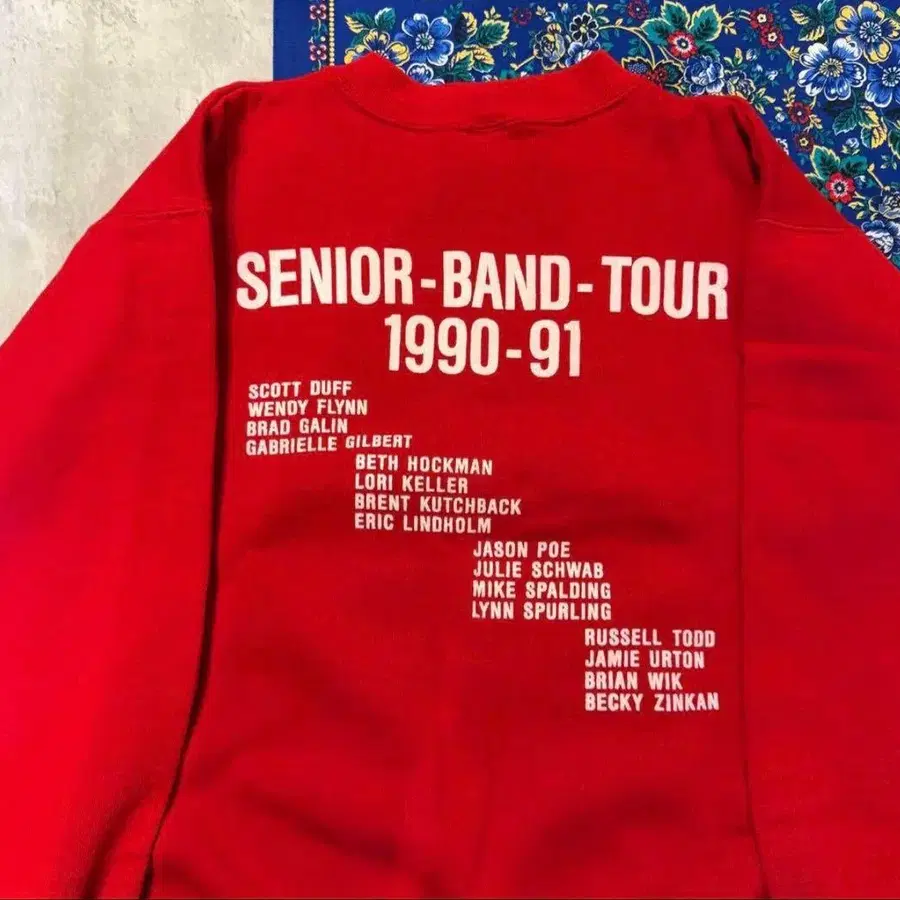 SENIOR-BAND-TOUR
1990-91
SCOTT DUFF
WENDY FLYNN
BRAD GALIN
GABRIELLE GILBERT
BETH HOCKMAN
LORI KELLER
BRENT KUTCHBACK
ERIC LINDHOLM
JASON POE
JULIE SCHWAB
MIKE SPALDING
LYNN SPURLING
RUSSELL TODD
JAMIE URTON
BRIAN WIK
BECKY ZINKAN